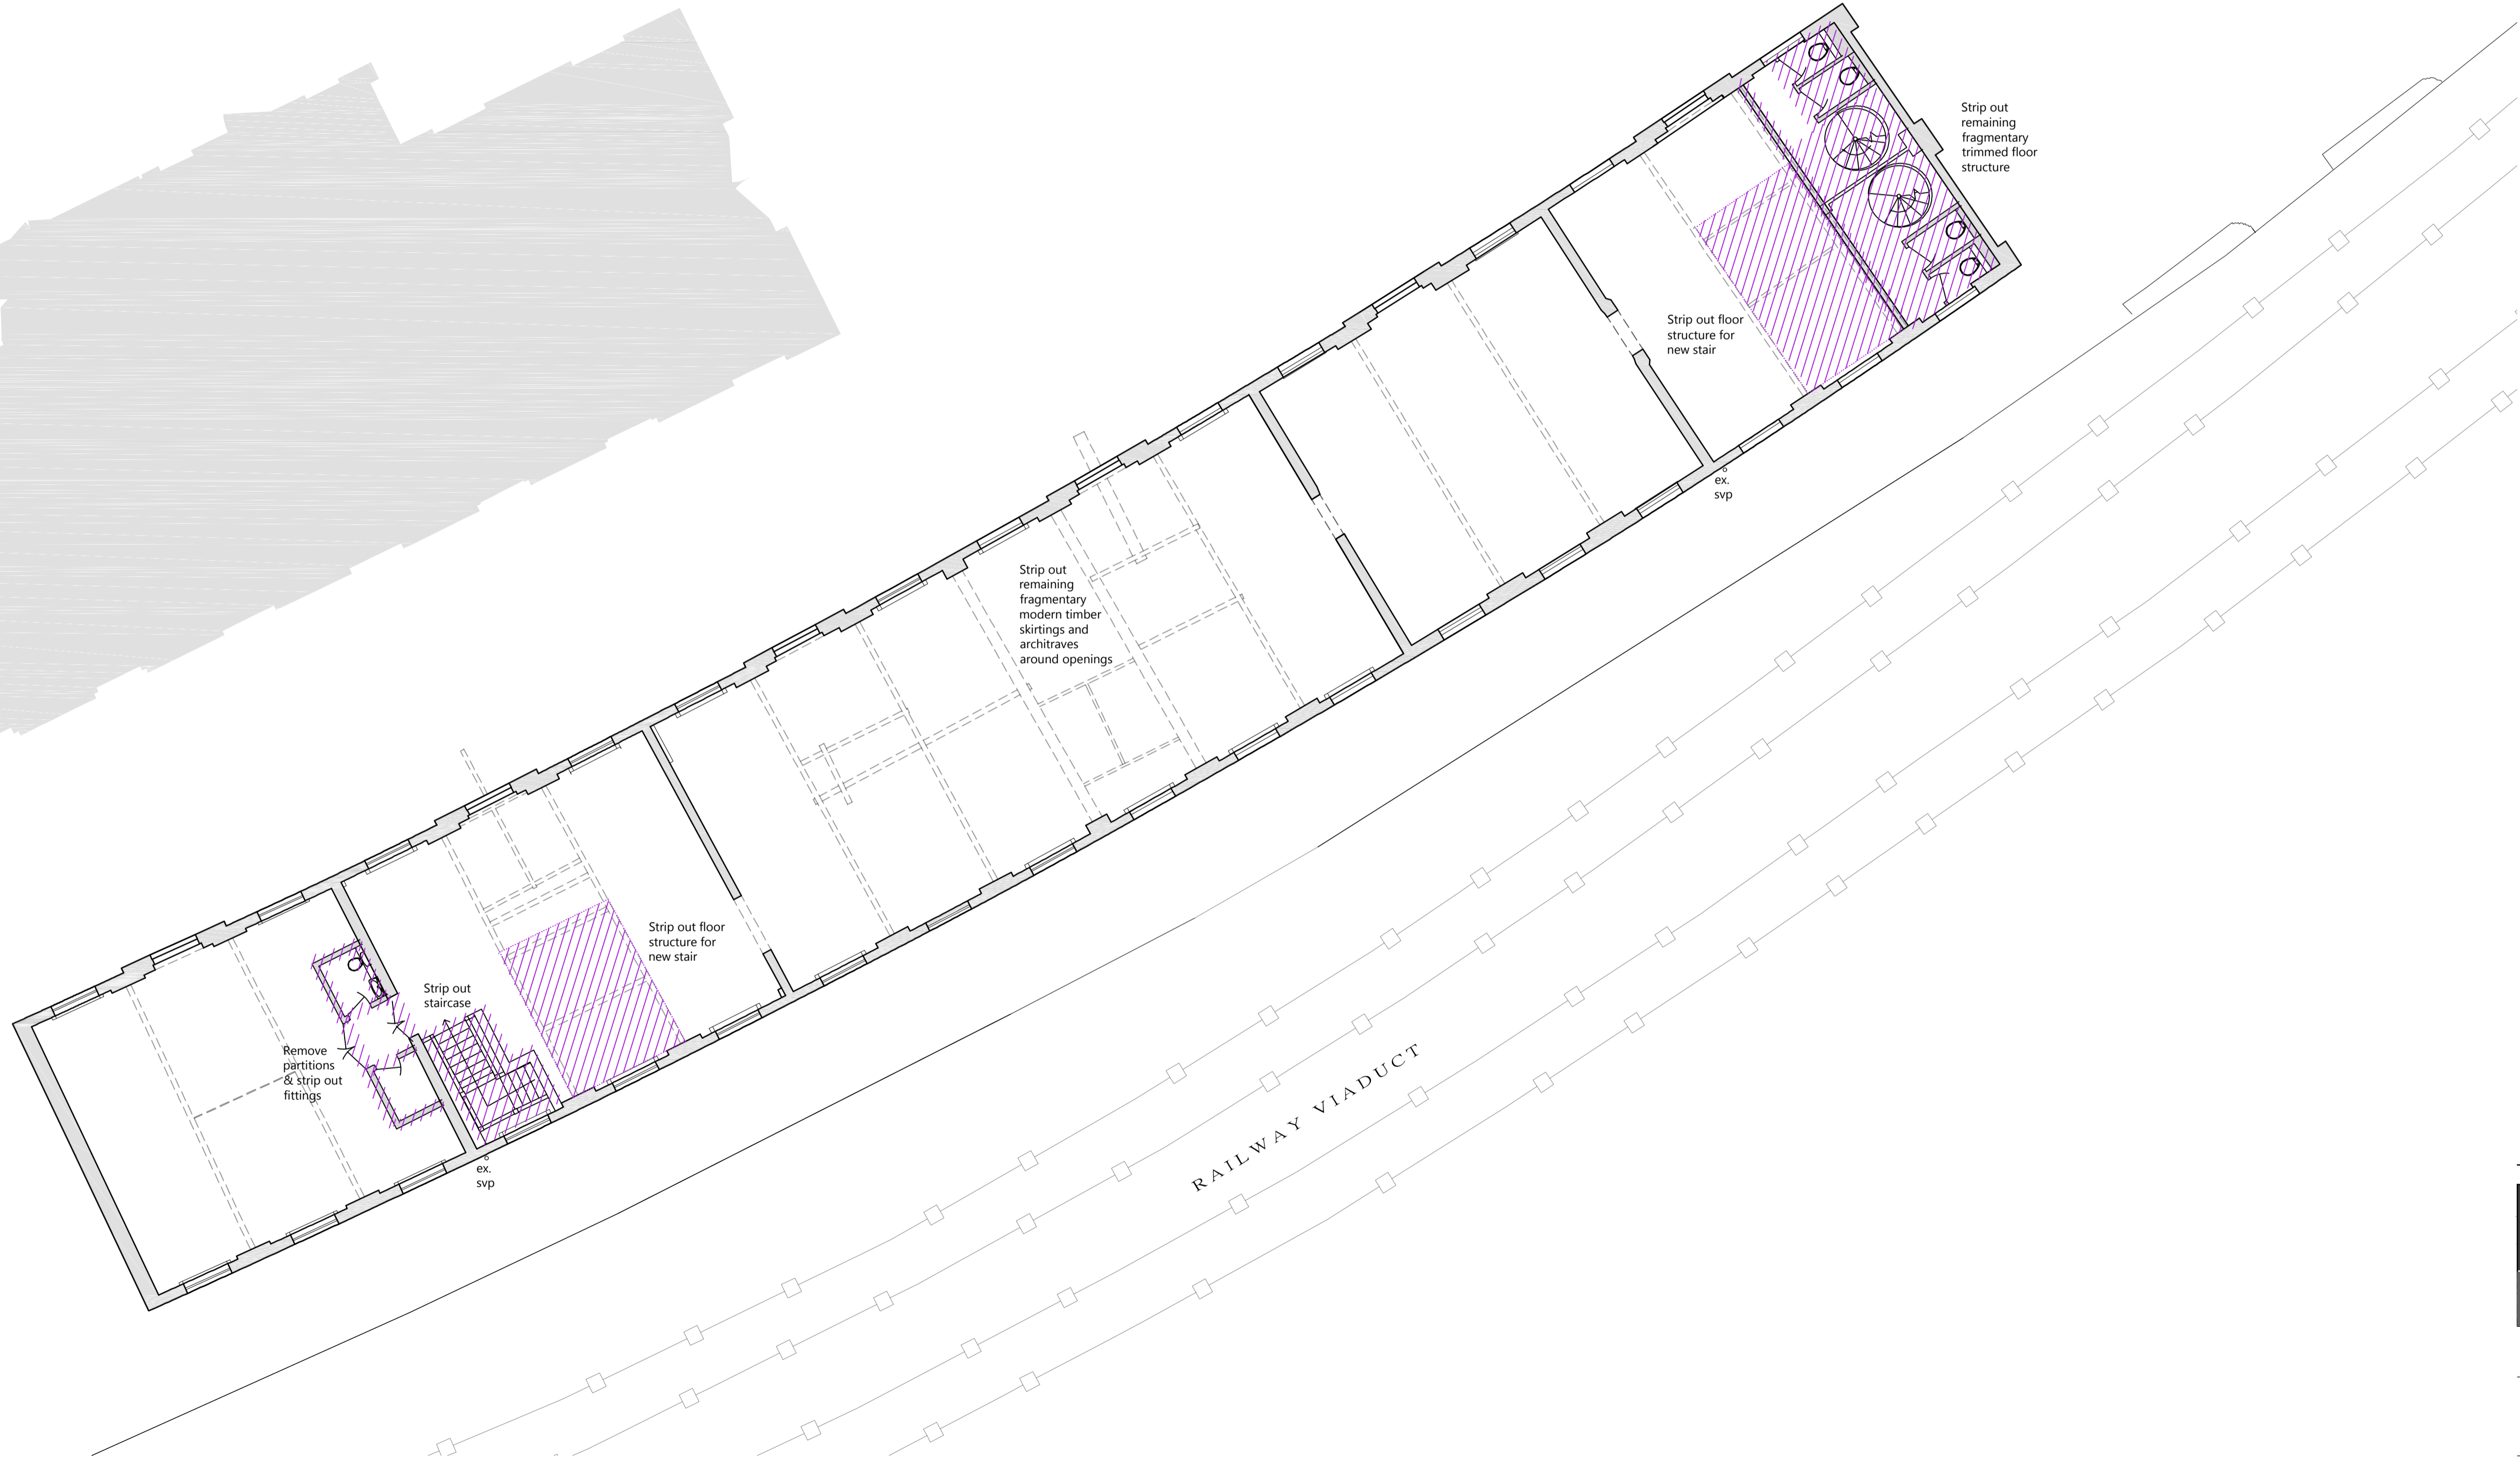 Strip out
remaining
fragmentary
trimmed floor
structure
Strip out floor
structure for
new stair
ex.
svp
Strip out
remaining
fragmentary
modern timber
skirtings and
architraves
around openings
Strip out floor
structure for
new stair
Strip out
staircase
Remove
partitions
& strip out
fittings
ex.
svp
RAILWAY VIADUCT